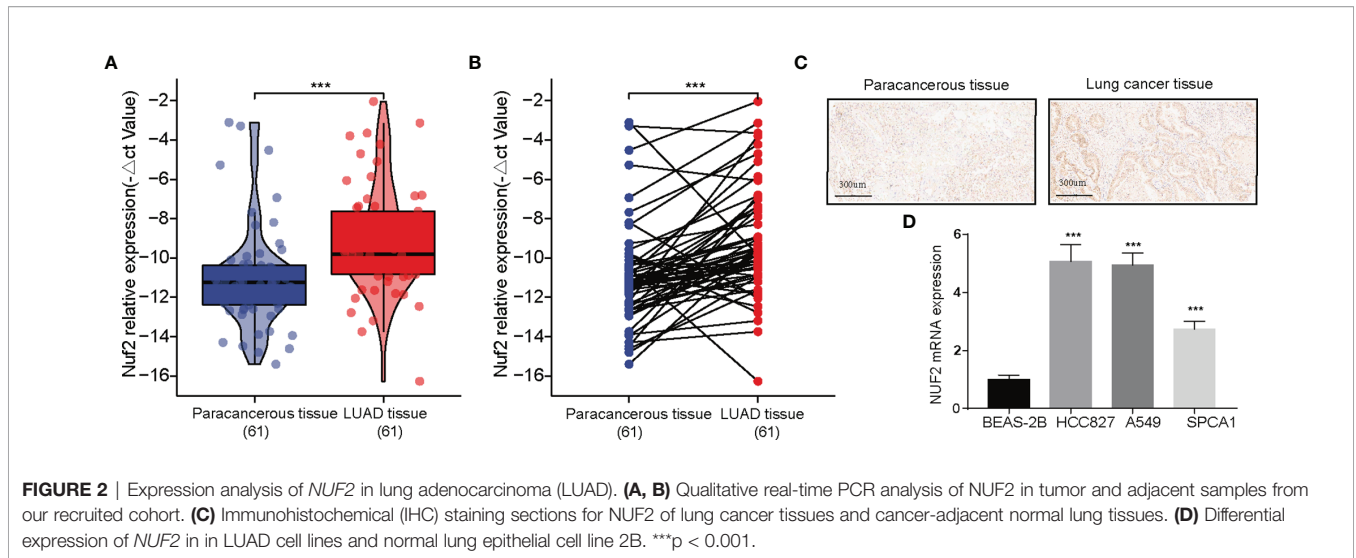 A
Nuf2 relative expression(-△ct Value)
−2
−4
−6
−8
−10
−12
−14
−16
***
Paracancerous tissue
(61)
LUAD tissue
(61)
B
Nuf2 relative expression(-△ct Value)
−2
−4
−6
−8
−10
−12
−14
−16
***
Paracancerous tissue
(61)
LUAD tissue
(61)
C
Paracancerous tissue
Lung cancer tissue
300um
300um
D
NUF2 mRNA expression
6
4
2
0
***
***
***
BEAS-2B HCC827 A549 SPCA1
FIGURE 2 | Expression analysis of NUF2 in lung adenocarcinoma (LUAD). (A, B) Qualitative real-time PCR analysis of NUF2 in tumor and adjacent samples from
our recruited cohort. (C) Immunohistochemical (IHC) staining sections for NUF2 of lung cancer tissues and cancer-adjacent normal lung tissues. (D) Differential
expression of NUF2 in in LUAD cell lines and normal lung epithelial cell line 2B. ***p < 0.001.